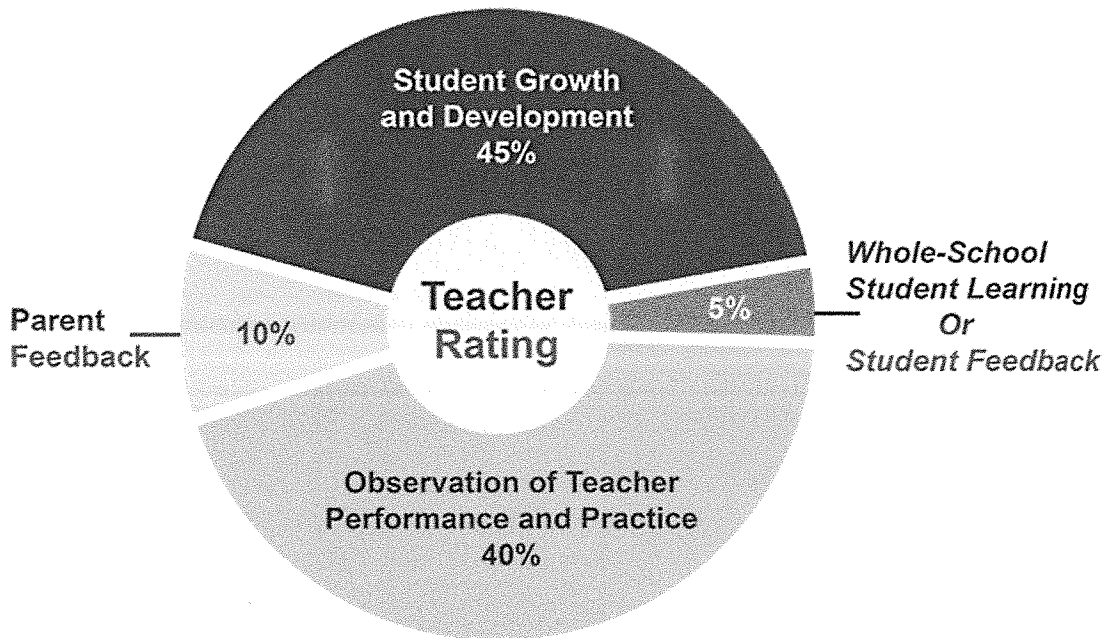 Student Growth
and Development
45%
Whole-School
Student Learning
Or
Student Feedback
5%
Teacher
Rating
Parent
Feedback
10%
Observation of Teacher
Performance and Practice
40%